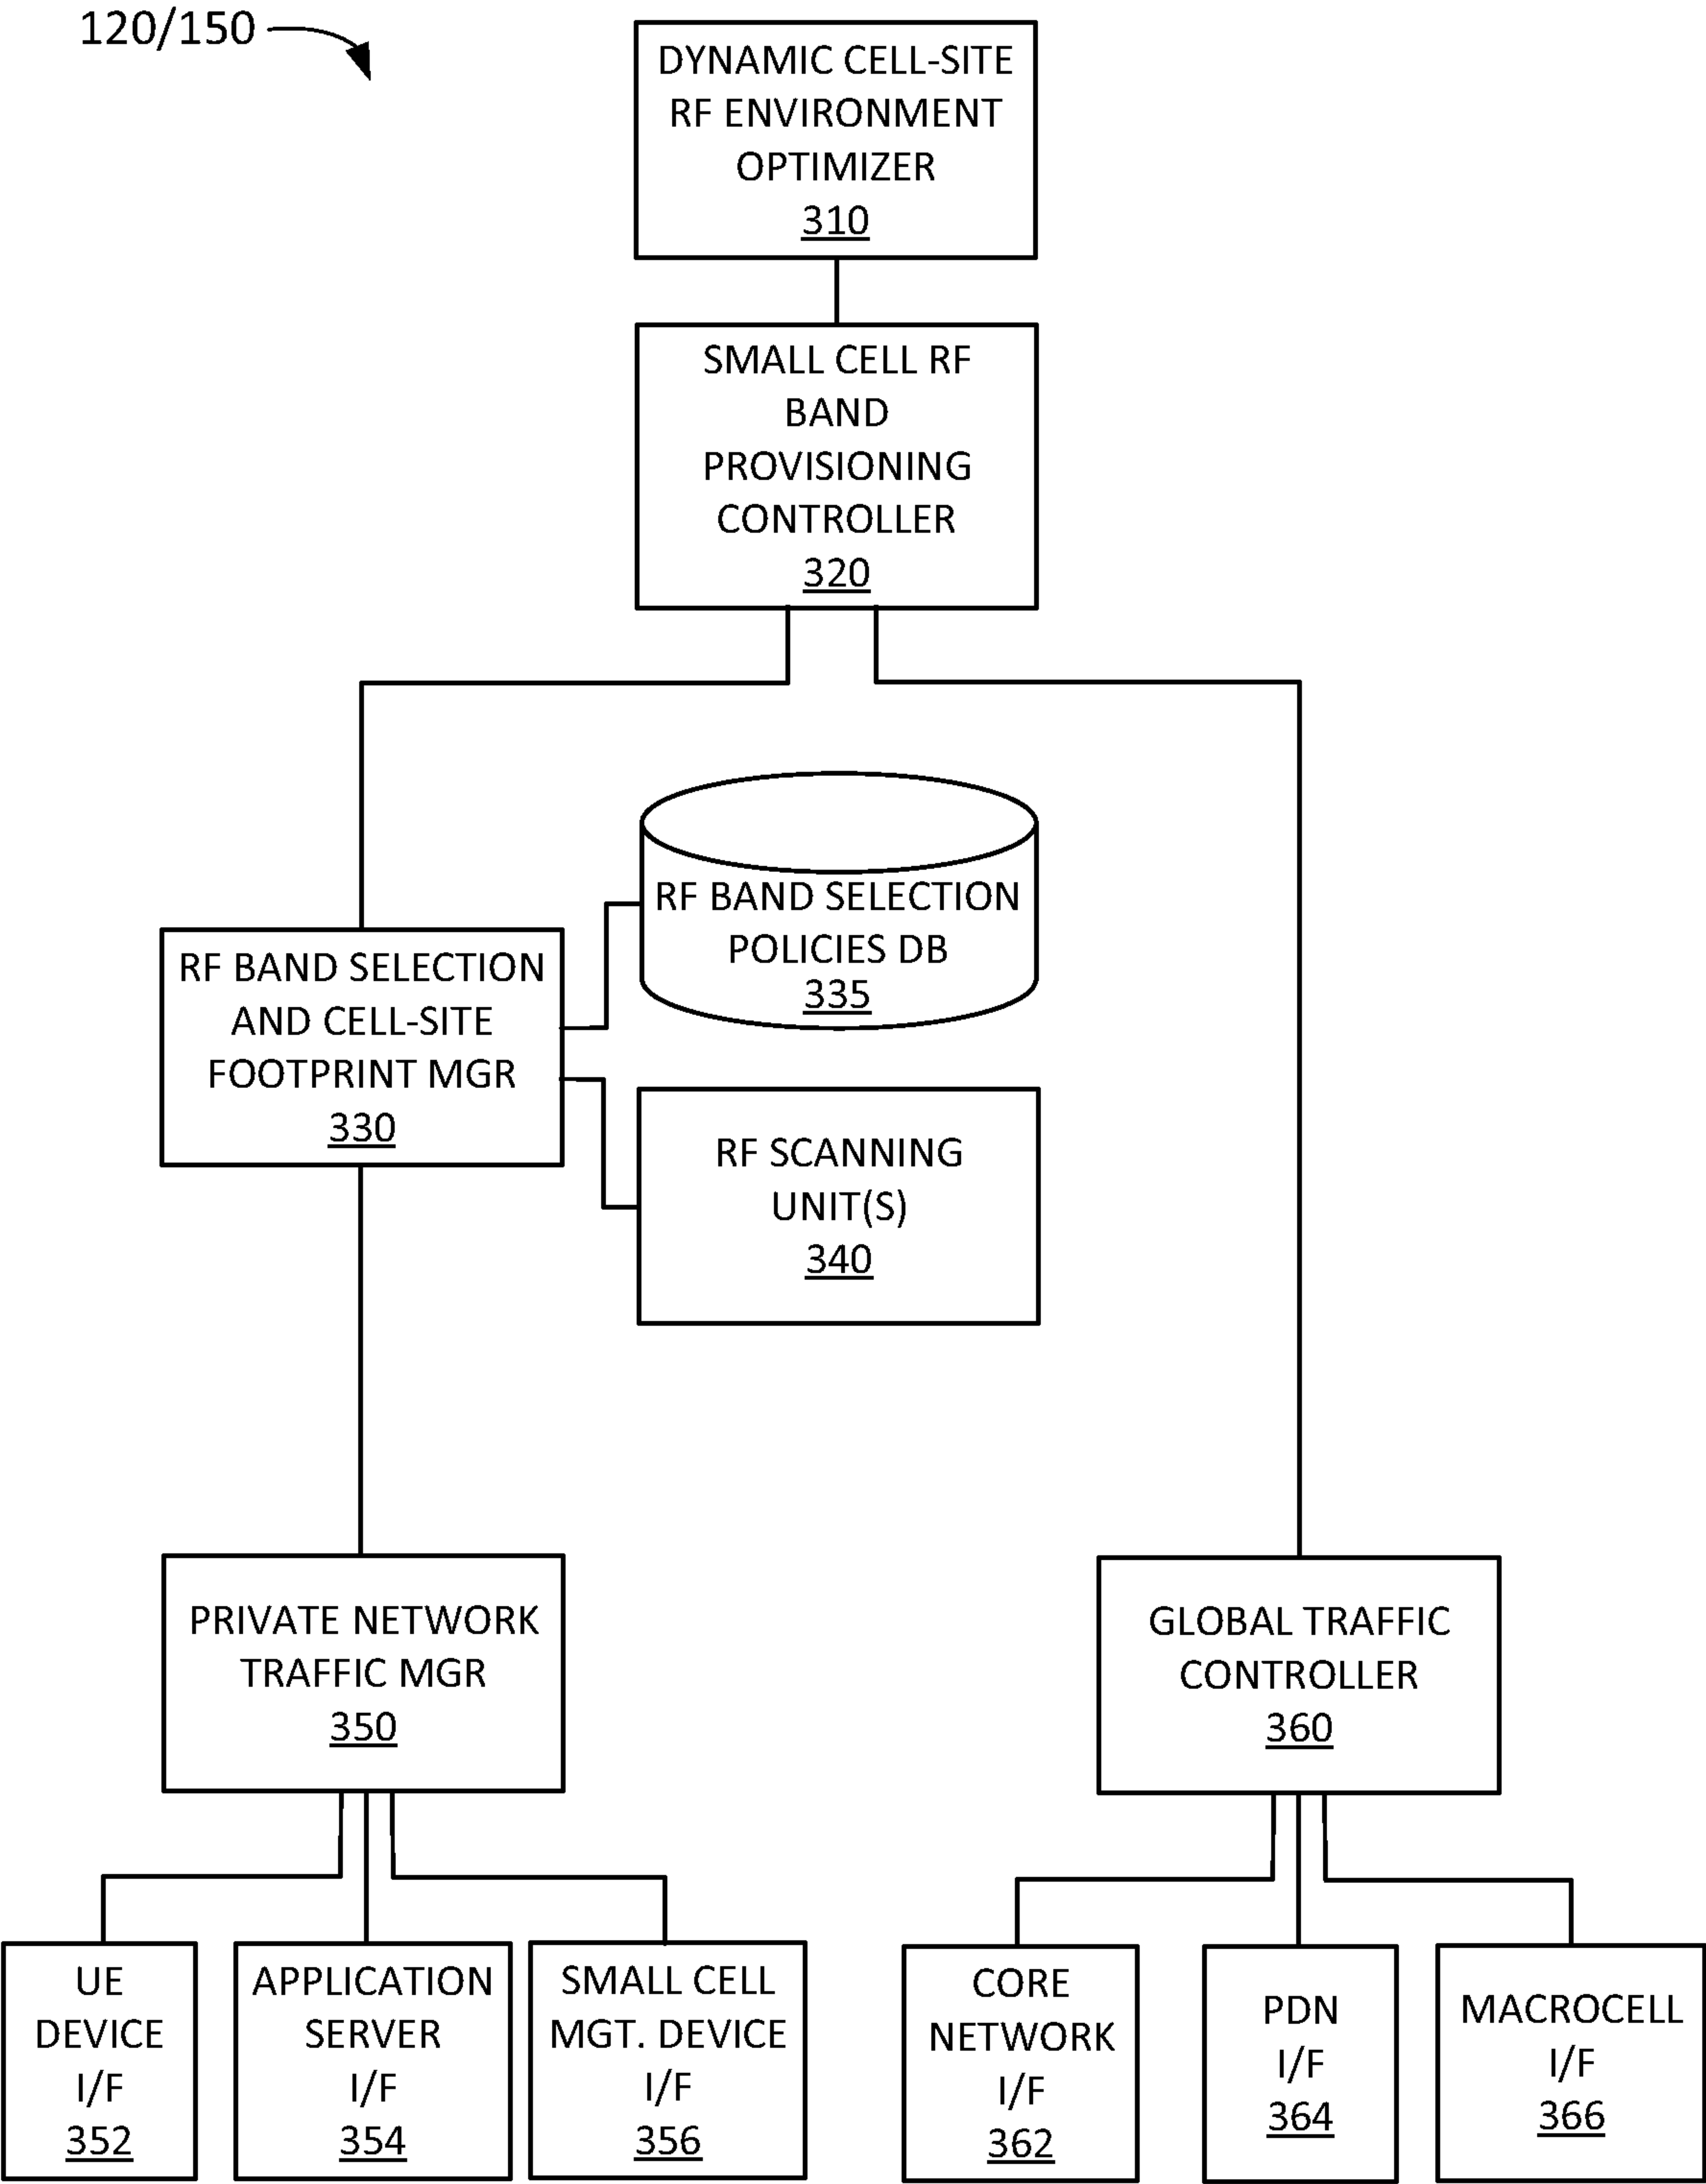 120/150
DYNAMIC CELL-SITE
RF ENVIRONMENT
OPTIMIZER
310
SMALL CELL RF
BAND
PROVISIONING
CONTROLLER
320
RF BAND SELECTION
POLICIES DB
335
RF BAND SELECTION
AND CELL-SITE
FOOTPRINT MGR
330
RF SCANNING
UNIT(S)
340
PRIVATE NETWORK
TRAFFIC MGR
350
GLOBAL TRAFFIC
CONTROLLER
360
UE
DEVICE
I/F
352
APPLICATION
SERVER
I/F
354
SMALL CELL
MGT. DEVICE
I/F
356
CORE
NETWORK
I/F
362
PDN
I/F
364
MACROCELL
I/F
366